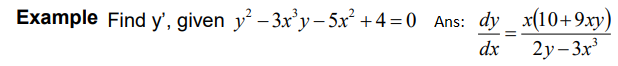 Example Find y’, given y² – 3x³y – 5x² + 4 = 0 Ans: dy/dx = x(10+9xy)/(2y – 3x³)